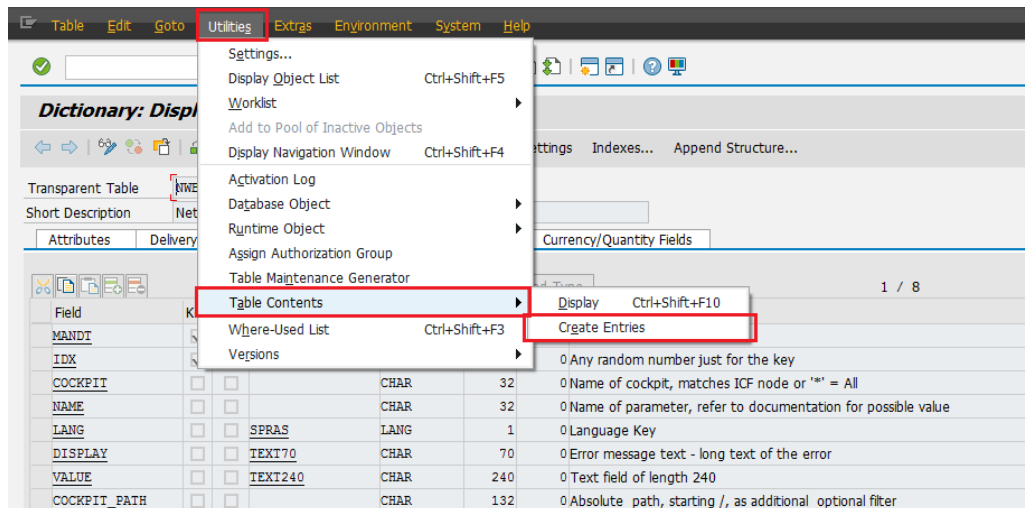 Table Edit Goto Utilities Extras Environment System Help
Settings...
Display Object List Ctrl+Shift+F5
Worklist
Dictionary: Displ
Add to Pool of Inactive Objects
Display Navigation Window Ctrl+Shift+F4
ettings Indexes... Append Structure...
Activation Log
Transparent Table NWE
Database Object
Short Description Net
Runtime Object
Attributes Delivery Currency/Quantity Fields
Assign Authorization Group
Table Maintenance Generator
1 / 8
Table Contents Display Ctrl+Shift+F10
Field K
Where-Used List Ctrl+Shift+F3 Create Entries
MANDT
Versions
IDX 0 Any random number just for the key
COCKPIT CHAR 32 0 Name of cockpit, matches ICF node or '*' = All
NAME CHAR 32 0 Name of parameter, refer to documentation for possible value
LANG SPRAS LANG 1 0 Language Key
DISPLAY TEXT70 CHAR 70 0 Error message text - long text of the error
VALUE TEXT240 CHAR 240 0 Text field of length 240
COCKPIT_PATH CHAR 132 0 Absolute path, starting /, as additional optional filter